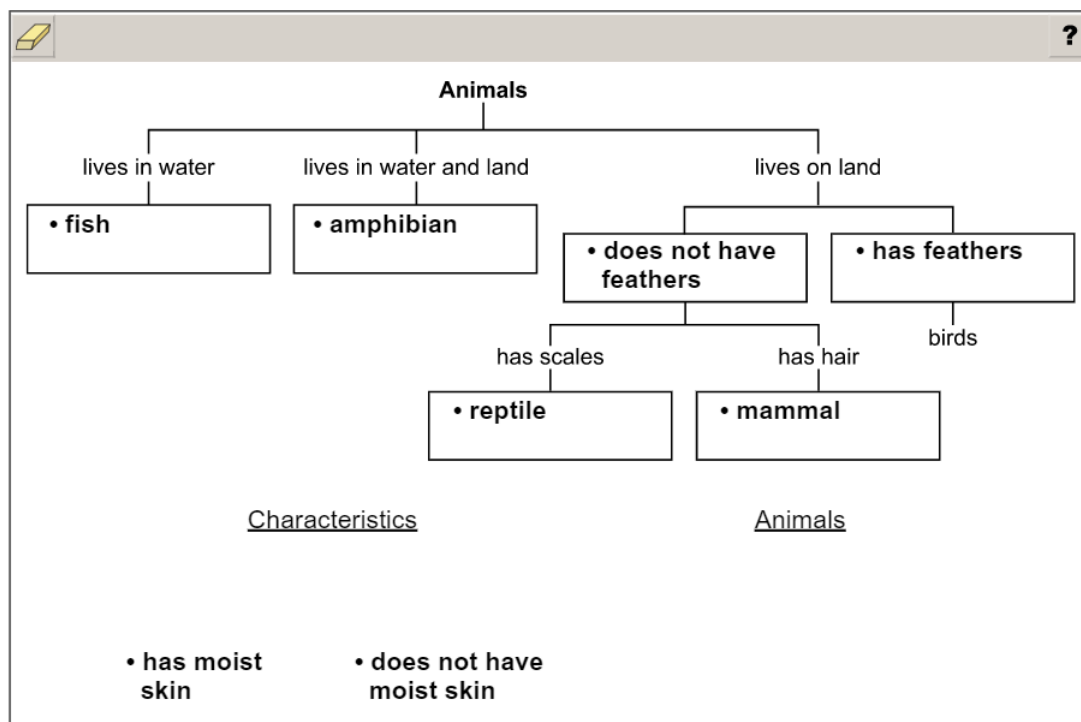 ?
Animals
lives in water
lives in water and land
lives on land
• fish
• amphibian
• does not have
feathers
• has feathers
birds
has scales
has hair
• reptile
• mammal
Characteristics
Animals
• has moist
skin
• does not have
moist skin